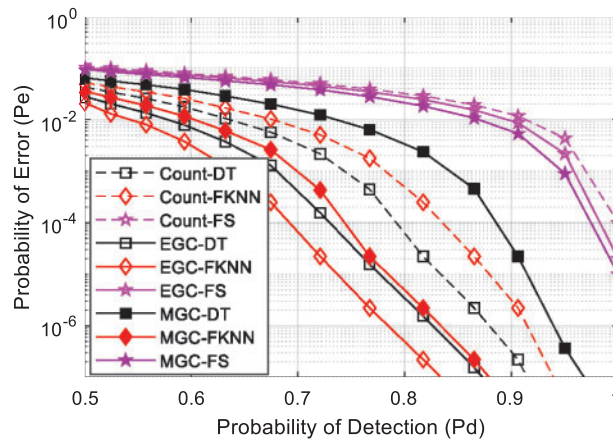 10^0
10^-2
10^-4
10^-6
Probability of Error (Pe)
Count-DT
Count-FKNN
Count-FS
EGC-DT
EGC-FKNN
EGC-FS
MGC-DT
MGC-FKNN
MGC-FS
0.5 0.6 0.7 0.8 0.9
Probability of Detection (Pd)